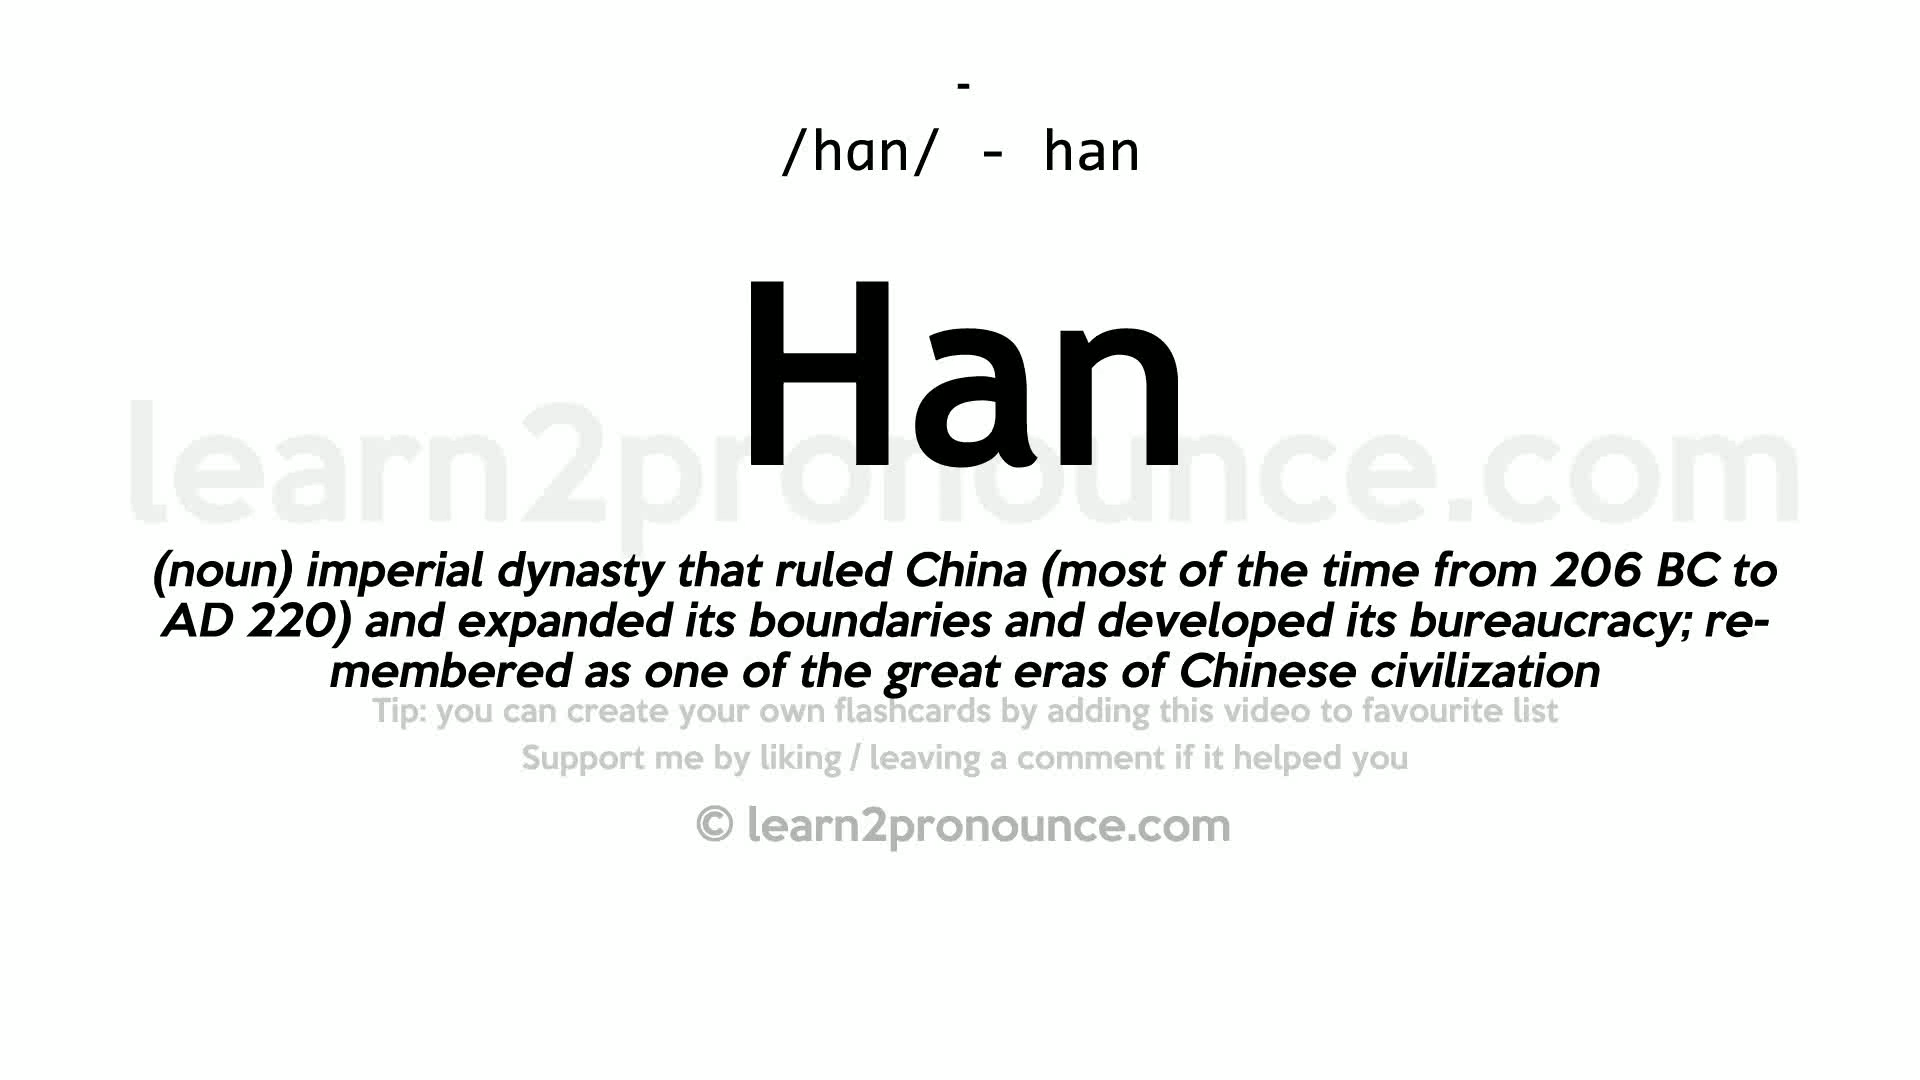 -
/hɑn/ - han
Han
learn2pronounce.com
(noun) imperial dynasty that ruled China (most of the time from 206 BC to
AD 220) and expanded its boundaries and developed its bureaucracy; re-
membered as one of the great eras of Chinese civilization
Tip: you can create your own flashcards by adding this video to favourite list
Support me by liking / leaving a comment if it helped you
© learn2pronounce.com